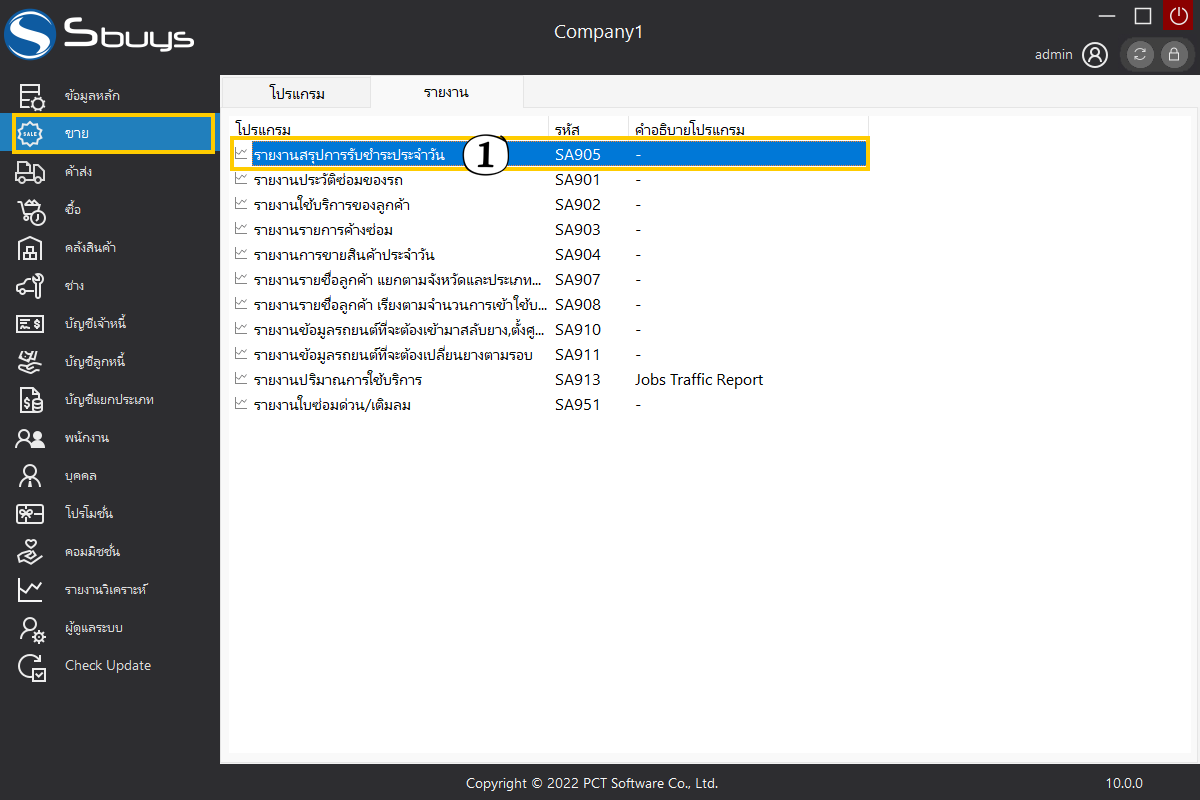 Sbuys
Company1
admin
ข้อมูลหลัก
SALE ขาย
ค้าส่ง
ซื้อ
คลังสินค้า
ช่าง
บัญชีเจ้าหนี้
บัญชีลูกหนี้
บัญชีแยกประเภท
พนักงาน
บุคคล
โปรโมชั่น
คอมมิชชั่น
รายงานวิเคราะห์
ผู้ดูแลระบบ
Check Update
โปรแกรม รายงาน
โปรแกรม รหัส คำอธิบายโปรแกรม
รายงานสรุปการรับชำระประจำวัน 1 SA905 -
รายงานประวัติซ่อมของรถ SA901 -
รายงานใช้บริการของลูกค้า SA902 -
รายงานรายการค้างซ่อม SA903 -
รายงานการขายสินค้าประจำวัน SA904 -
รายงานรายชื่อลูกค้า แยกตามจังหวัดและประเภท... SA907 -
รายงานรายชื่อลูกค้า เรียงตามจำนวนการเข้าใช้บ... SA908 -
รายงานข้อมูลรถยนต์ที่จะต้องเข้ามาสลับยาง,ตั้งศู... SA910 -
รายงานข้อมูลรถยนต์ที่จะต้องเปลี่ยนยางตามรอบ SA911 -
รายงานปริมาณการใช้บริการ SA913 Jobs Traffic Report
รายงานใบซ่อมด่วน/เติมลม SA951 -
Copyright © 2022 PCT Software Co., Ltd.
10.0.0